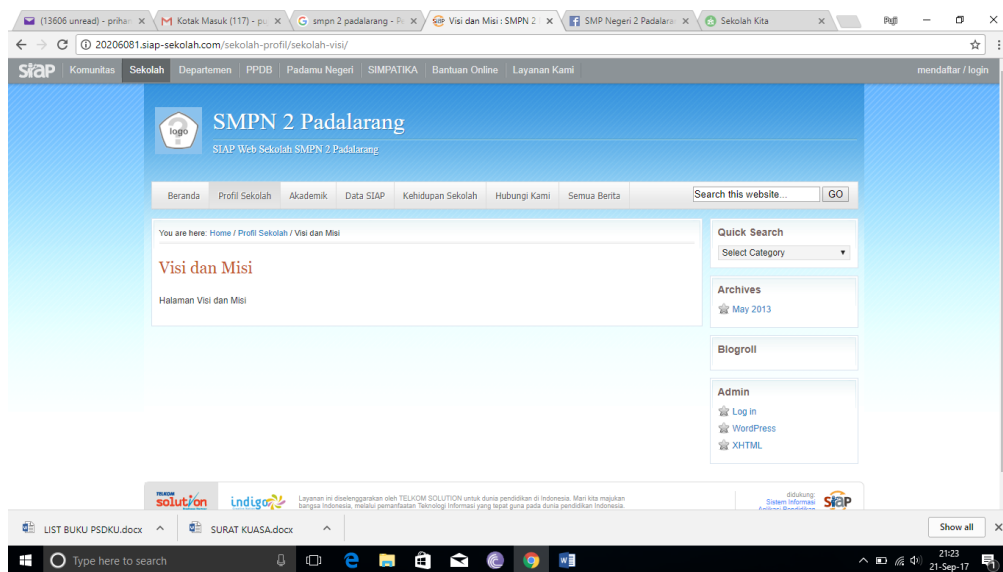 (13606 unread) - prihan
Kotak Masuk (117) - pu
smpn 2 padalarang - P
Visi dan Misi : SMPN 2
SMP Negeri 2 Padalara
Sekolah Kita
20206081.siap-sekolah.com/sekolah-profil/sekolah-visi/
siap Komunitas Sekolah Departemen PPDB Padamu Negeri SIMPATIKA Bantuan Online Layanan Kami mendaftar / login
logo
SMPN 2 Padalarang
SIAP Web Sekolah SMPN 2 Padalarang
Beranda Profil Sekolah Akademik Data SIAP Kehidupan Sekolah Hubungi Kami Semua Berita Search this website... GO
You are here: Home / Profil Sekolah / Visi dan Misi
Visi dan Misi
Halaman Visi dan Misi
Quick Search
Select Category
Archives
May 2013
Blogroll
Admin
Log in
WordPress
XHTML
TELKOM
solution
indigo
Layanan ini diselenggarakan oleh TELKOM SOLUTION untuk dunia pendidikan di Indonesia. Mari kita majukan
bangsa Indonesia, melalui pemanfaatan Teknologi Informasi yang tepat guna pada dunia pendidikan Indonesia.
didukung:
Sistem Informasi
Aplikasi Pendidikan
siap
LIST BUKU PSDKU.docx
SURAT KUASA.docx
Show all
Type here to search
21:23
21-Sep-17